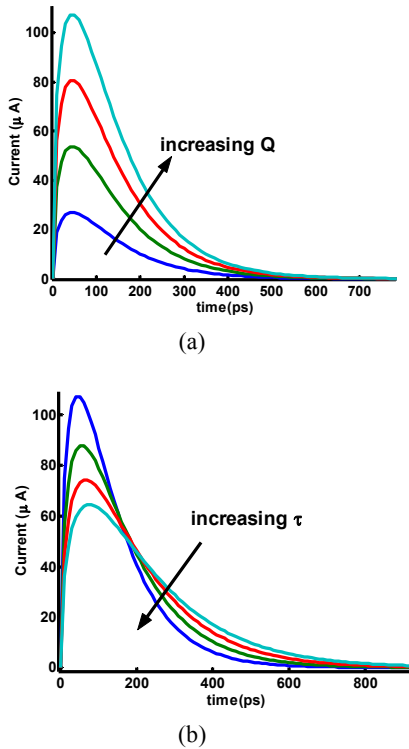 100
80
60
40
20
0
Current (μ A)
increasing Q
0 100 200 300 400 500 600 700
time(ps)
(a)
100
80
60
40
20
0
Current (μ A)
increasing τ
0 200 400 600 800
time(ps)
(b)